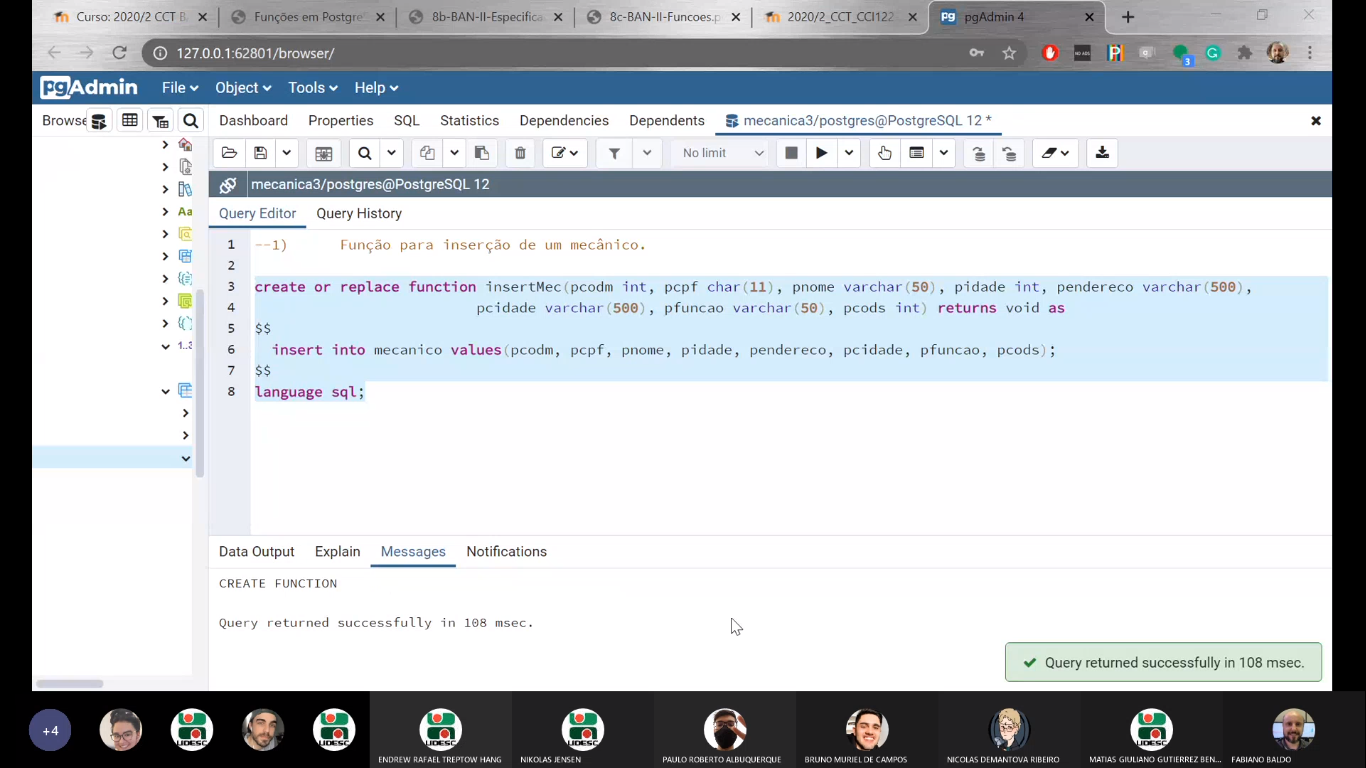 Curso: 2020/2 CCT B
Funções em Postgre
8b-BAN-II-Especifica
8c-BAN-II-Funcoes.p
2020/2_CCT_CCI122
pgAdmin 4
127.0.0.1:62801/browser/
pgAdmin
File
Object
Tools
Help
Browse
Dashboard
Properties
SQL
Statistics
Dependencies
Dependents
mecanica3/postgres@PostgreSQL 12 *
No limit
mecanica3/postgres@PostgreSQL 12
Query Editor
Query History
Aa
1..3
1 --1) Função para inserção de um mecânico.
2
3 create or replace function insertMec(pcodm int, pcpf char(11), pnome varchar(50), pidade int, pendereco varchar(500),
4 pcidade varchar(500), pfuncao varchar(50), pcods int) returns void as
5 $$
6 insert into mecanico values(pcodm, pcpf, pnome, pidade, pendereco, pcidade, pfuncao, pcods);
7 $$
8 language sql;
Data Output
Explain
Messages
Notifications
CREATE FUNCTION
Query returned successfully in 108 msec.
Query returned successfully in 108 msec.
+4
UDESC
UDESC
UDESC
UDESC
UDESC
ENDREW RAFAEL TREPTOW HANG
NIKOLAS JENSEN
PAULO ROBERTO ALBUQUERQUE
BRUNO MURIEL DE CAMPOS
NICOLAS DEMANTOVA RIBEIRO
MATIAS GIULIANO GUTIERREZ BEN...
FABIANO BALDO